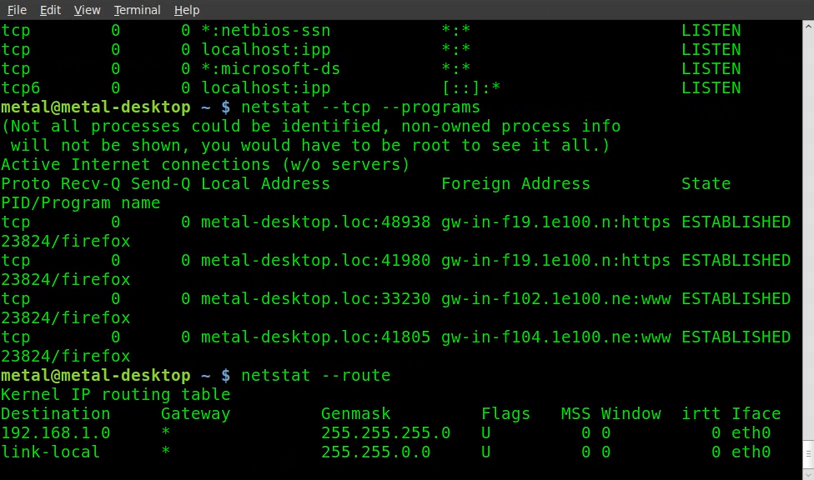 File Edit View Terminal Help
tcp 0 0 *:netbios-ssn *:* LISTEN
tcp 0 0 localhost:ipp *:* LISTEN
tcp 0 0 *:microsoft-ds *:* LISTEN
tcp6 0 0 localhost:ipp [::]:* LISTEN
metal@metal-desktop ~ $ netstat --tcp --programs
(Not all processes could be identified, non-owned process info
will not be shown, you would have to be root to see it all.)
Active Internet connections (w/o servers)
Proto Recv-Q Send-Q Local Address Foreign Address State
PID/Program name
tcp 0 0 metal-desktop.loc:48938 gw-in-f19.1e100.n:https ESTABLISHED
23824/firefox
tcp 0 0 metal-desktop.loc:41980 gw-in-f19.1e100.n:https ESTABLISHED
23824/firefox
tcp 0 0 metal-desktop.loc:33230 gw-in-f102.1e100.ne:www ESTABLISHED
23824/firefox
tcp 0 0 metal-desktop.loc:41805 gw-in-f104.1e100.ne:www ESTABLISHED
23824/firefox
metal@metal-desktop ~ $ netstat --route
Kernel IP routing table
Destination Gateway Genmask Flags MSS Window irtt Iface
192.168.1.0 * 255.255.255.0 U 0 0 0 eth0
link-local * 255.255.0.0 U 0 0 0 eth0